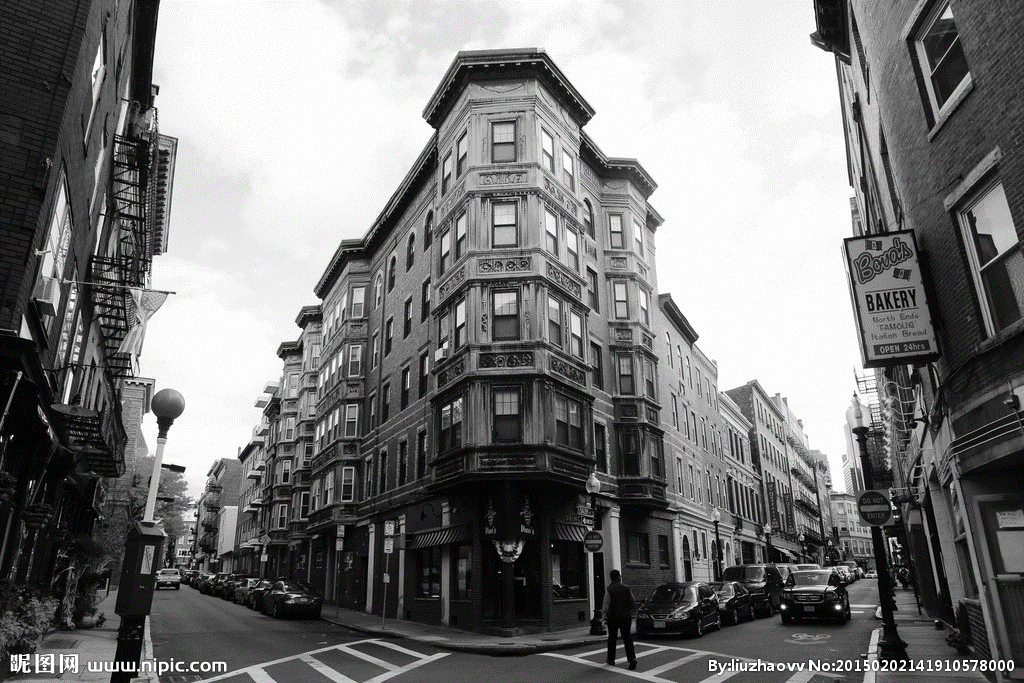 Bova's
BAKERY
North Ends
FAMOUS
Italian Bread
OPEN 24hrs
DO NOT
ENTER
昵图网 www.nipic.com
By:liuzhaovv No:20150202141910578000